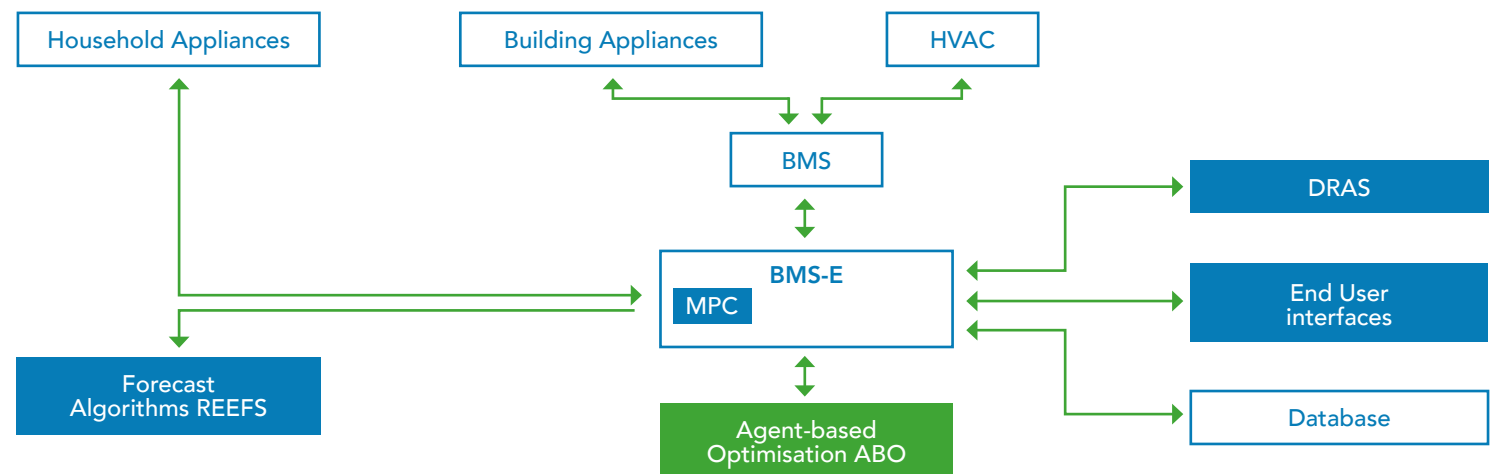 Household Appliances
Building Appliances
HVAC
BMS
DRAS
BMS-E
MPC
End User
interfaces
Forecast
Algorithms REEFS
Agent-based
Optimisation ABO
Database